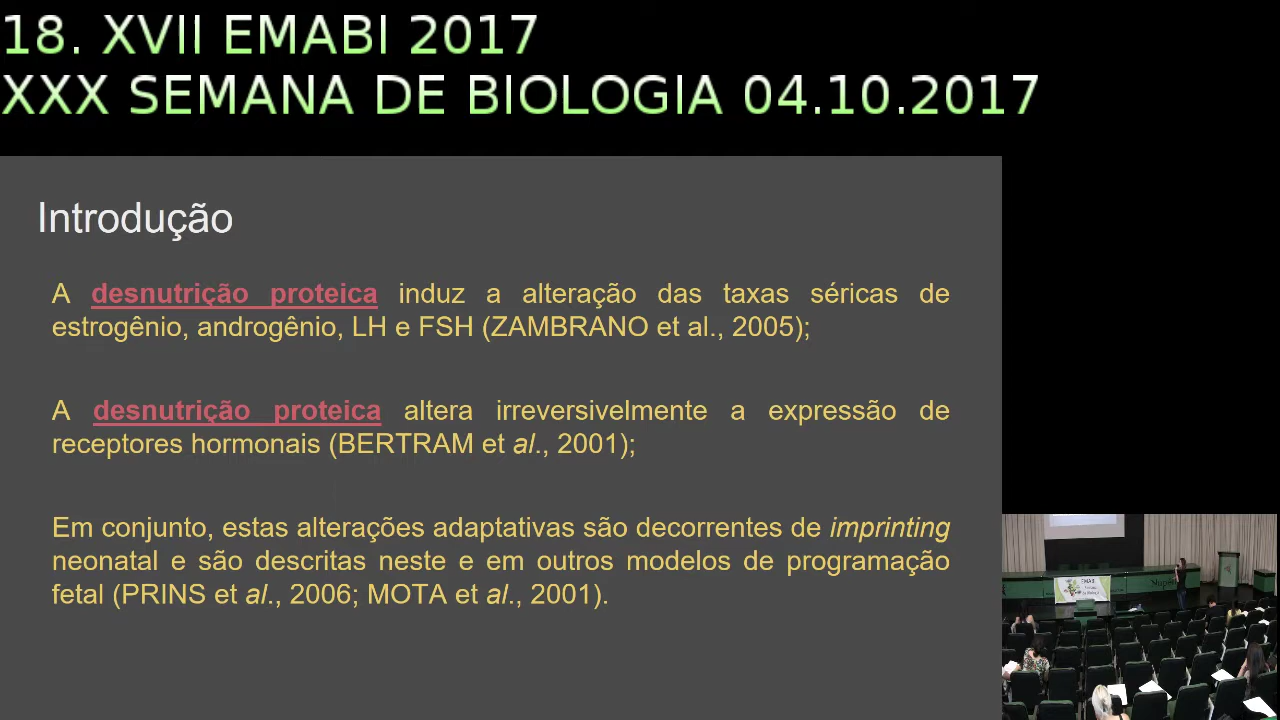 18. XVII EMABI 2017
XXX SEMANA DE BIOLOGIA 04.10.2017
Introdução
A desnutrição proteica induz a alteração das taxas séricas de
estrogênio, androgênio, LH e FSH (ZAMBRANO et al., 2005);
A desnutrição proteica altera irreversivelmente a expressão de
receptores hormonais (BERTRAM et al., 2001);
Em conjunto, estas alterações adaptativas são decorrentes de imprinting
neonatal e são descritas neste e em outros modelos de programação
fetal (PRINS et al., 2006; MOTA et al., 2001).
EMABI